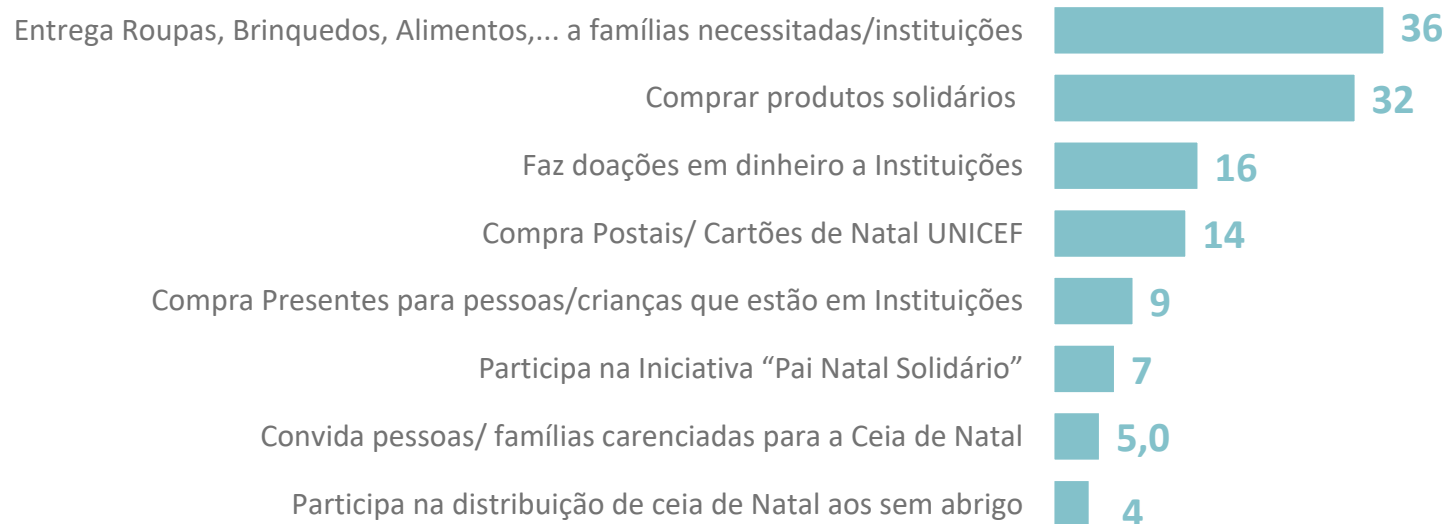 Entrega Roupas, Brinquedos, Alimentos,... a famílias necessitadas/instituições 36
Comprar produtos solidários 32
Faz doações em dinheiro a Instituições 16
Compra Postais/ Cartões de Natal UNICEF 14
Compra Presentes para pessoas/crianças que estão em Instituições 9
Participa na Iniciativa “Pai Natal Solidário” 7
Convida pessoas/ famílias carenciadas para a Ceia de Natal 5,0
Participa na distribuição de ceia de Natal aos sem abrigo 4